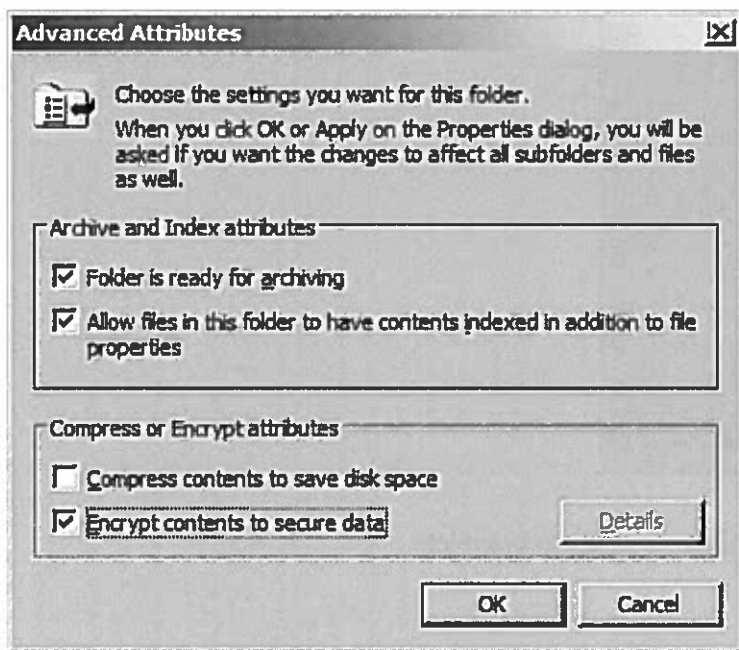 Advanced Attributes
Choose the settings you want for this folder.
When you click OK or Apply on the Properties dialog, you will be
asked if you want the changes to affect all subfolders and files
as well.
Archive and Index attributes
Folder is ready for archiving
Allow files in this folder to have contents indexed in addition to file
properties
Compress or Encrypt attributes
Compress contents to save disk space
Encrypt contents to secure data
Details
OK
Cancel